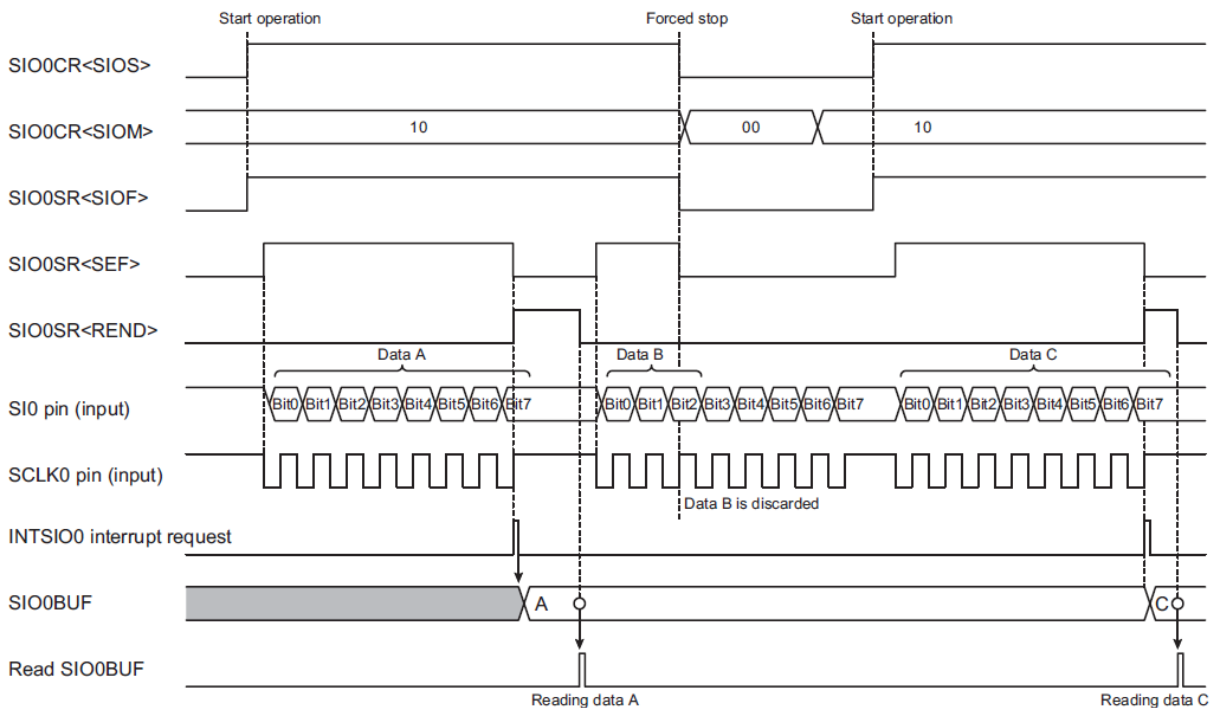 Start operation Forced stop Start operation
SIO0CR<SIOS>
SIO0CR<SIOM> 10 00 10
SIO0SR<SIOF>
SIO0SR<SEF>
SIO0SR<REND>
Data A Data B Data C
SI0 pin (input) Bit0 Bit1 Bit2 Bit3 Bit4 Bit5 Bit6 Bit7 Bit0 Bit1 Bit2 Bit3 Bit4 Bit5 Bit6 Bit7 Bit0 Bit1 Bit2 Bit3 Bit4 Bit5 Bit6 Bit7
SCLK0 pin (input)
Data B is discarded
INTSIO0 interrupt request
SIO0BUF A C
Read SIO0BUF
Reading data A Reading data C